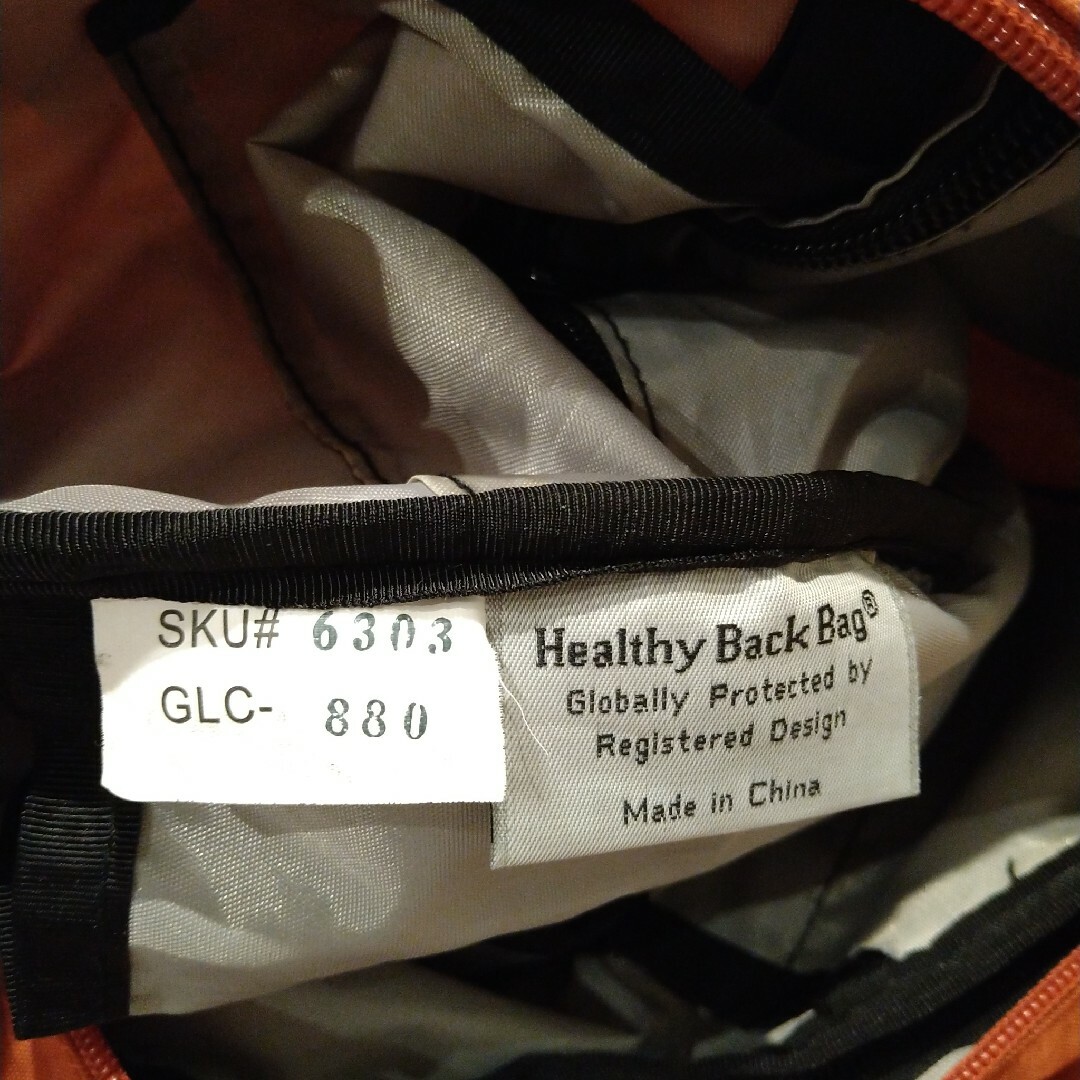 SKU# 6303
GLC- 880
Healthy Back Bag®
Globally Protected by
Registered Design
Made in China